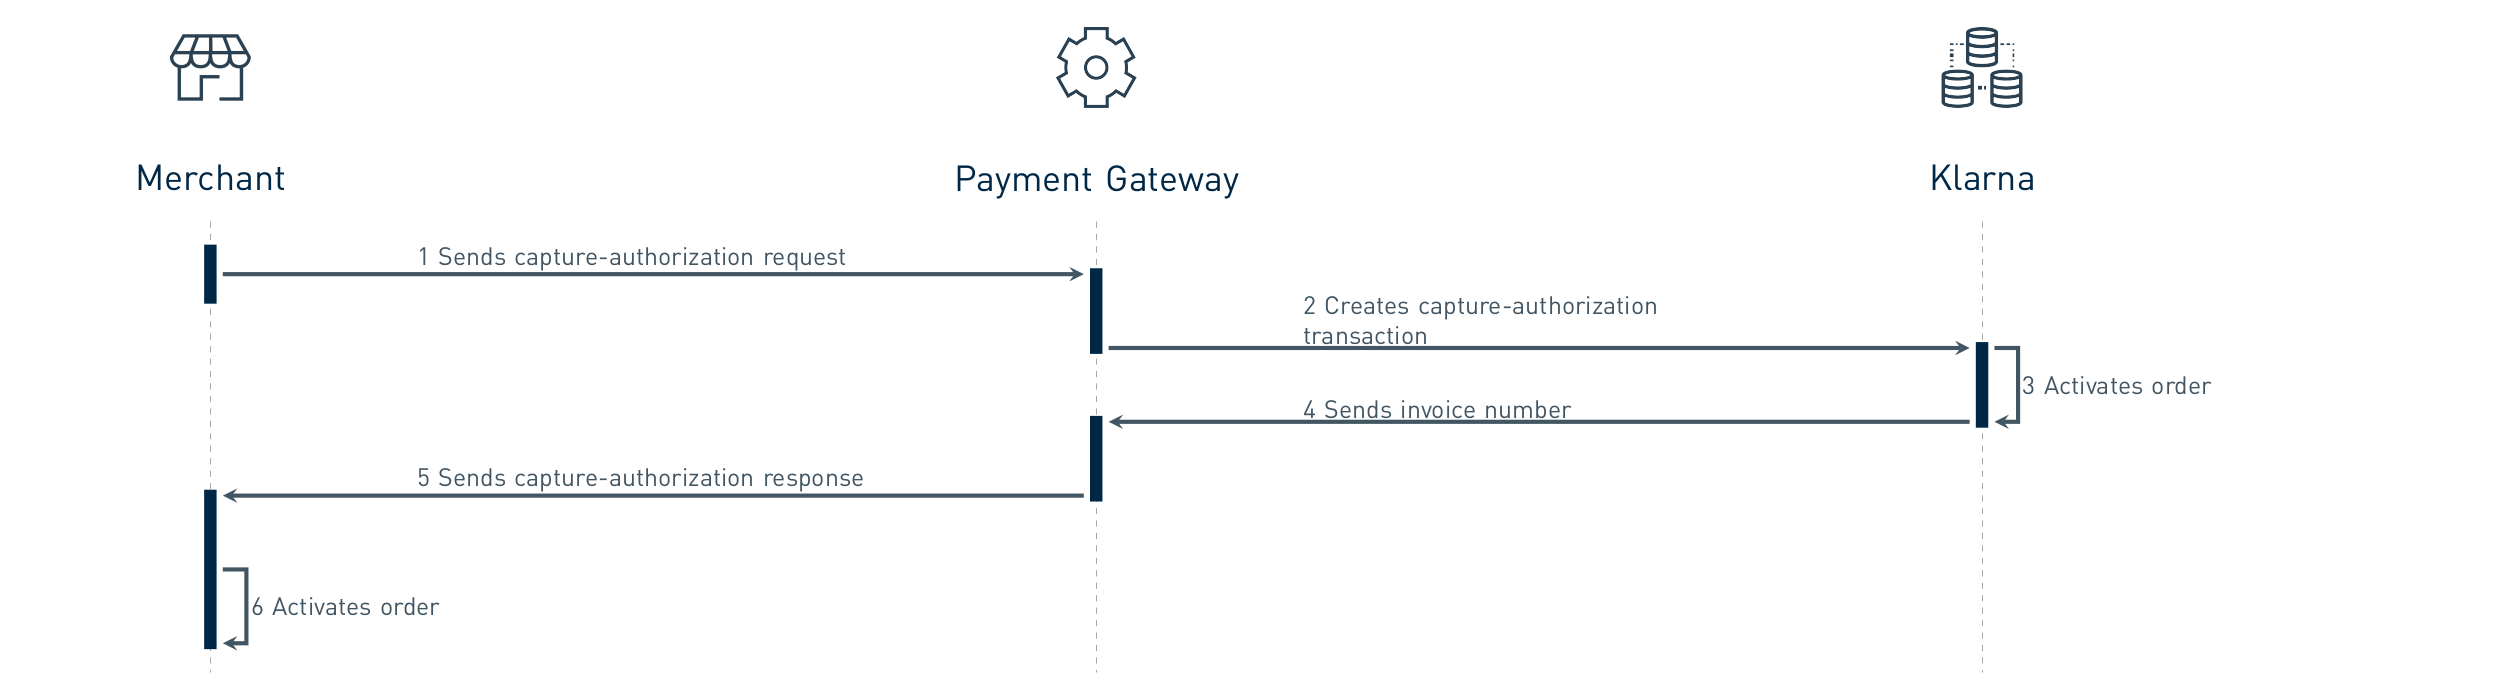 Merchant
Payment Gateway
Klarna
1 Sends capture-authorization request
2 Creates capture-authorization
transaction
3 Activates order
4 Sends invoice number
5 Sends capture-authorization response
6 Activates order